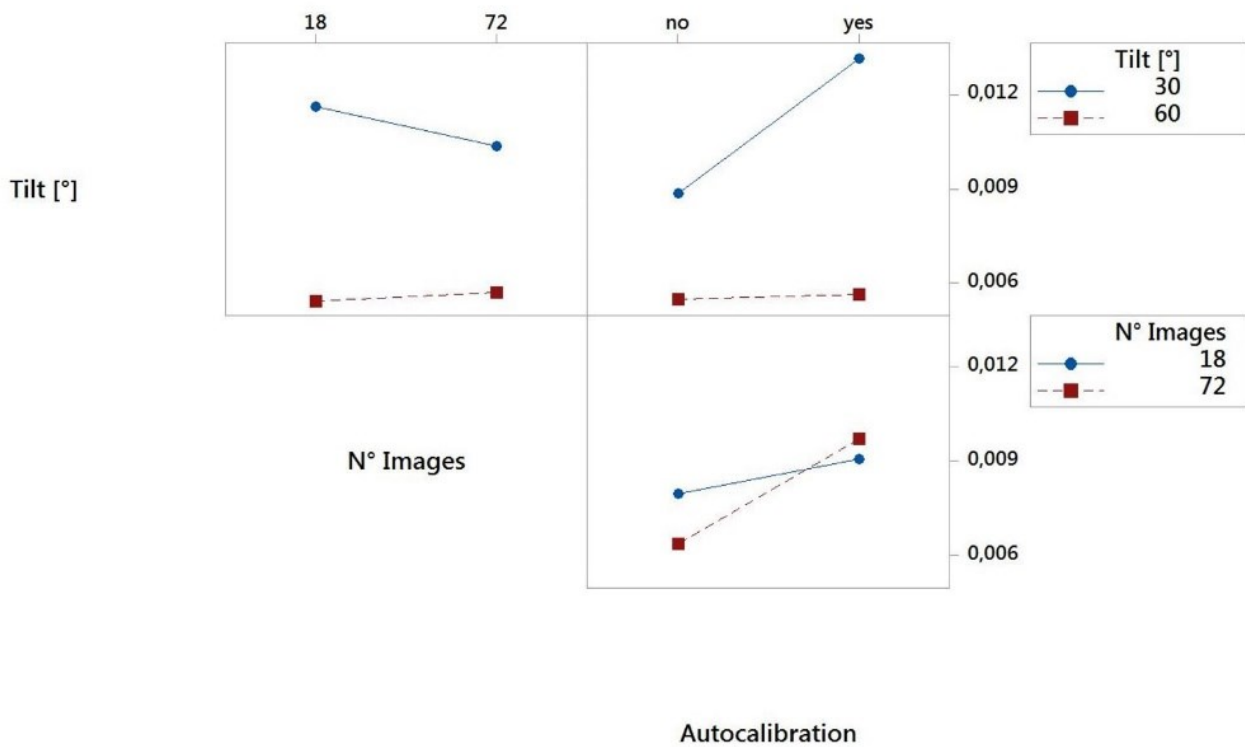 18 72 no yes
Tilt [°]
30
60
0,012
0,009
0,006
Tilt [°]
N° Images
18
72
0,012
0,009
0,006
N° Images
Autocalibration